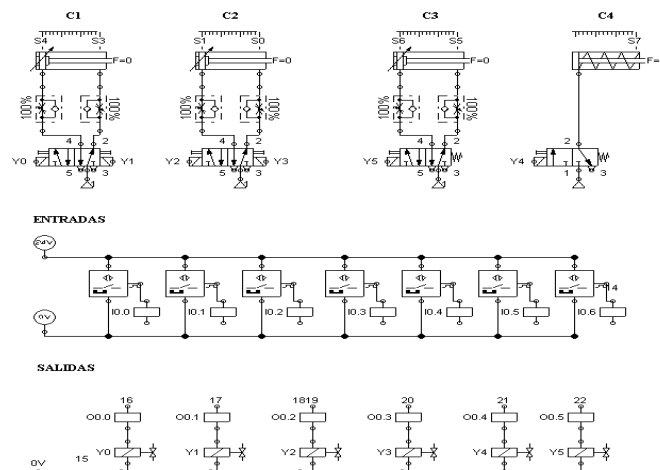 C1 C2 C3 C4
S4 S3 S1 S0 S6 S5 S7
F=0 F=0 F=0 F=
100% 100% 100% 100% 100% 100%
4 2 4 2 4 2 2
Y0 Y1 Y2 Y3 Y5 Y4
5 3 5 3 5 3 1 3
ENTRADAS
24V
4
I0.0 I0.1 I0.2 I0.3 I0.4 I0.5 I0.6
0V
SALIDAS
16 17 1819 20 21 22
O0.0 O0.1 O0.2 O0.3 O0.4 O0.5
Y0 Y1 Y2 Y3 Y4 Y5
0V 15